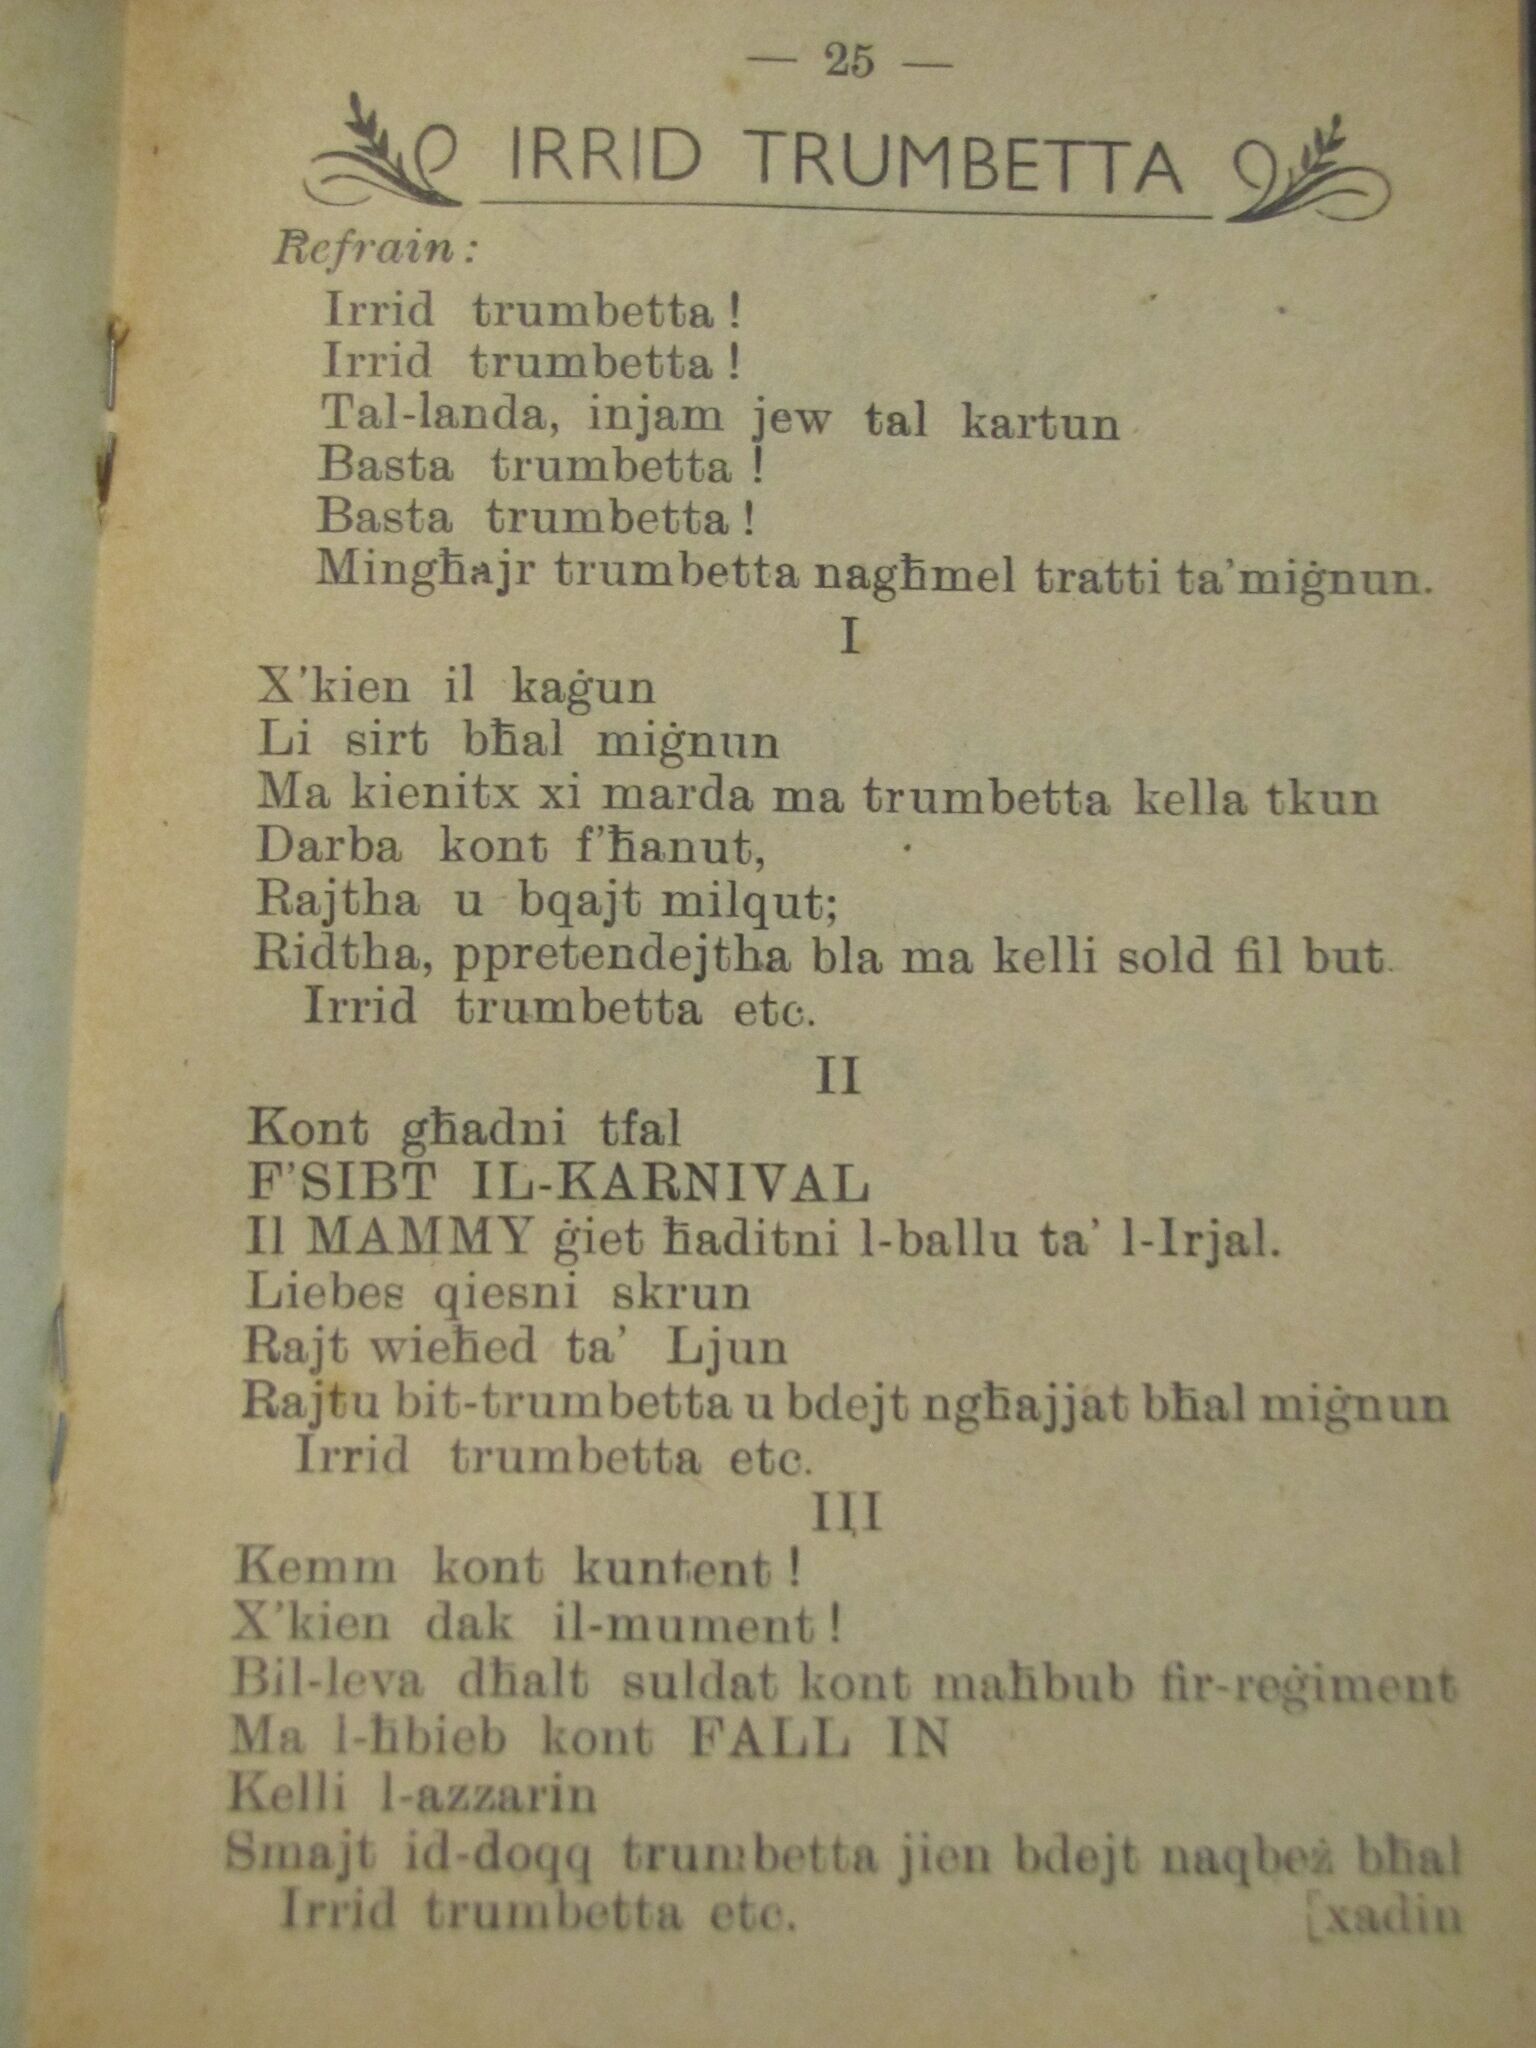 — 25 —
IRRID TRUMBETTA
Refrain:
Irrid trumbetta !
Irrid trumbetta !
Tal-landa, injam jew tal kartun
Basta trumbetta !
Basta trumbetta !
Mingħajr trumbetta nagħmel tratti ta' miġnun.
I
X'kien il kaġun
Li sirt bħal miġnun
Ma kienitx xi marda ma trumbetta kella tkun
Darba kont f'ħanut,
Rajtha u bqajt milqut;
Ridtha, ppretendejtha bla ma kelli sold fil but.
Irrid trumbetta etc.
II
Kont għadni tfal
F'SIBT IL-KARNIVAL
Il MAMMY ġiet ħaditni l-ballu ta' l-Irjal.
Liebes qiesni skrun
Rajt wieħed ta' Ljun
Rajtu bit-trumbetta u bdejt ngħajjat bħal miġnun
Irrid trumbetta etc.
III
Kemm kont kuntent !
X'kien dak il-mument !
Bil-leva dħalt suldat kont maħbub fir-reġiment
Ma l-ħbieb kont FALL IN
Kelli l-azzarin
Smajt id-doqq trumbetta jien bdejt naqbeż bħal
Irrid trumbetta etc. [xadin